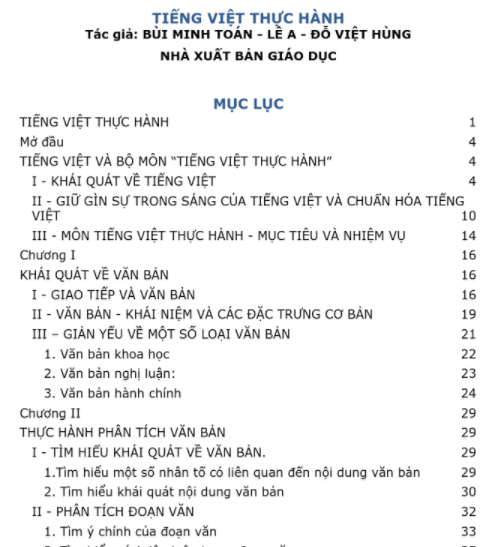 TIẾNG VIỆT THỰC HÀNH
Tác giả: BÙI MINH TOÁN - LÊ A - ĐỖ VIỆT HÙNG
NHÀ XUẤT BẢN GIÁO DỤC
MỤC LỤC
TIẾNG VIỆT THỰC HÀNH 1
Mở đầu 4
TIẾNG VIỆT VÀ BỘ MÔN “TIẾNG VIỆT THỰC HÀNH” 4
I - KHÁI QUÁT VỀ TIẾNG VIỆT 4
II - GIỮ GÌN SỰ TRONG SÁNG CỦA TIẾNG VIỆT VÀ CHUẨN HÓA TIẾNG
VIỆT 10
III - MÔN TIẾNG VIỆT THỰC HÀNH - MỤC TIÊU VÀ NHIỆM VỤ 14
Chương I 16
KHÁI QUÁT VỀ VĂN BẢN 16
I - GIAO TIẾP VÀ VĂN BẢN 16
II - VĂN BẢN - KHÁI NIỆM VÀ CÁC ĐẶC TRƯNG CƠ BẢN 19
III – GIẢN YẾU VỀ MỘT SỐ LOẠI VĂN BẢN 21
1. Văn bản khoa học 22
2. Văn bản nghị luận: 23
3. Văn bản hành chính 24
Chương II 29
THỰC HÀNH PHÂN TÍCH VĂN BẢN 29
I - TÌM HIỂU KHÁI QUÁT VỀ VĂN BẢN. 29
1.Tìm hiểu một số nhân tố có liên quan đến nội dung văn bản 29
2. Tìm hiểu khái quát nội dung văn bản 30
II - PHÂN TÍCH ĐOẠN VĂN 32
1. Tìm ý chính của đoạn văn 33